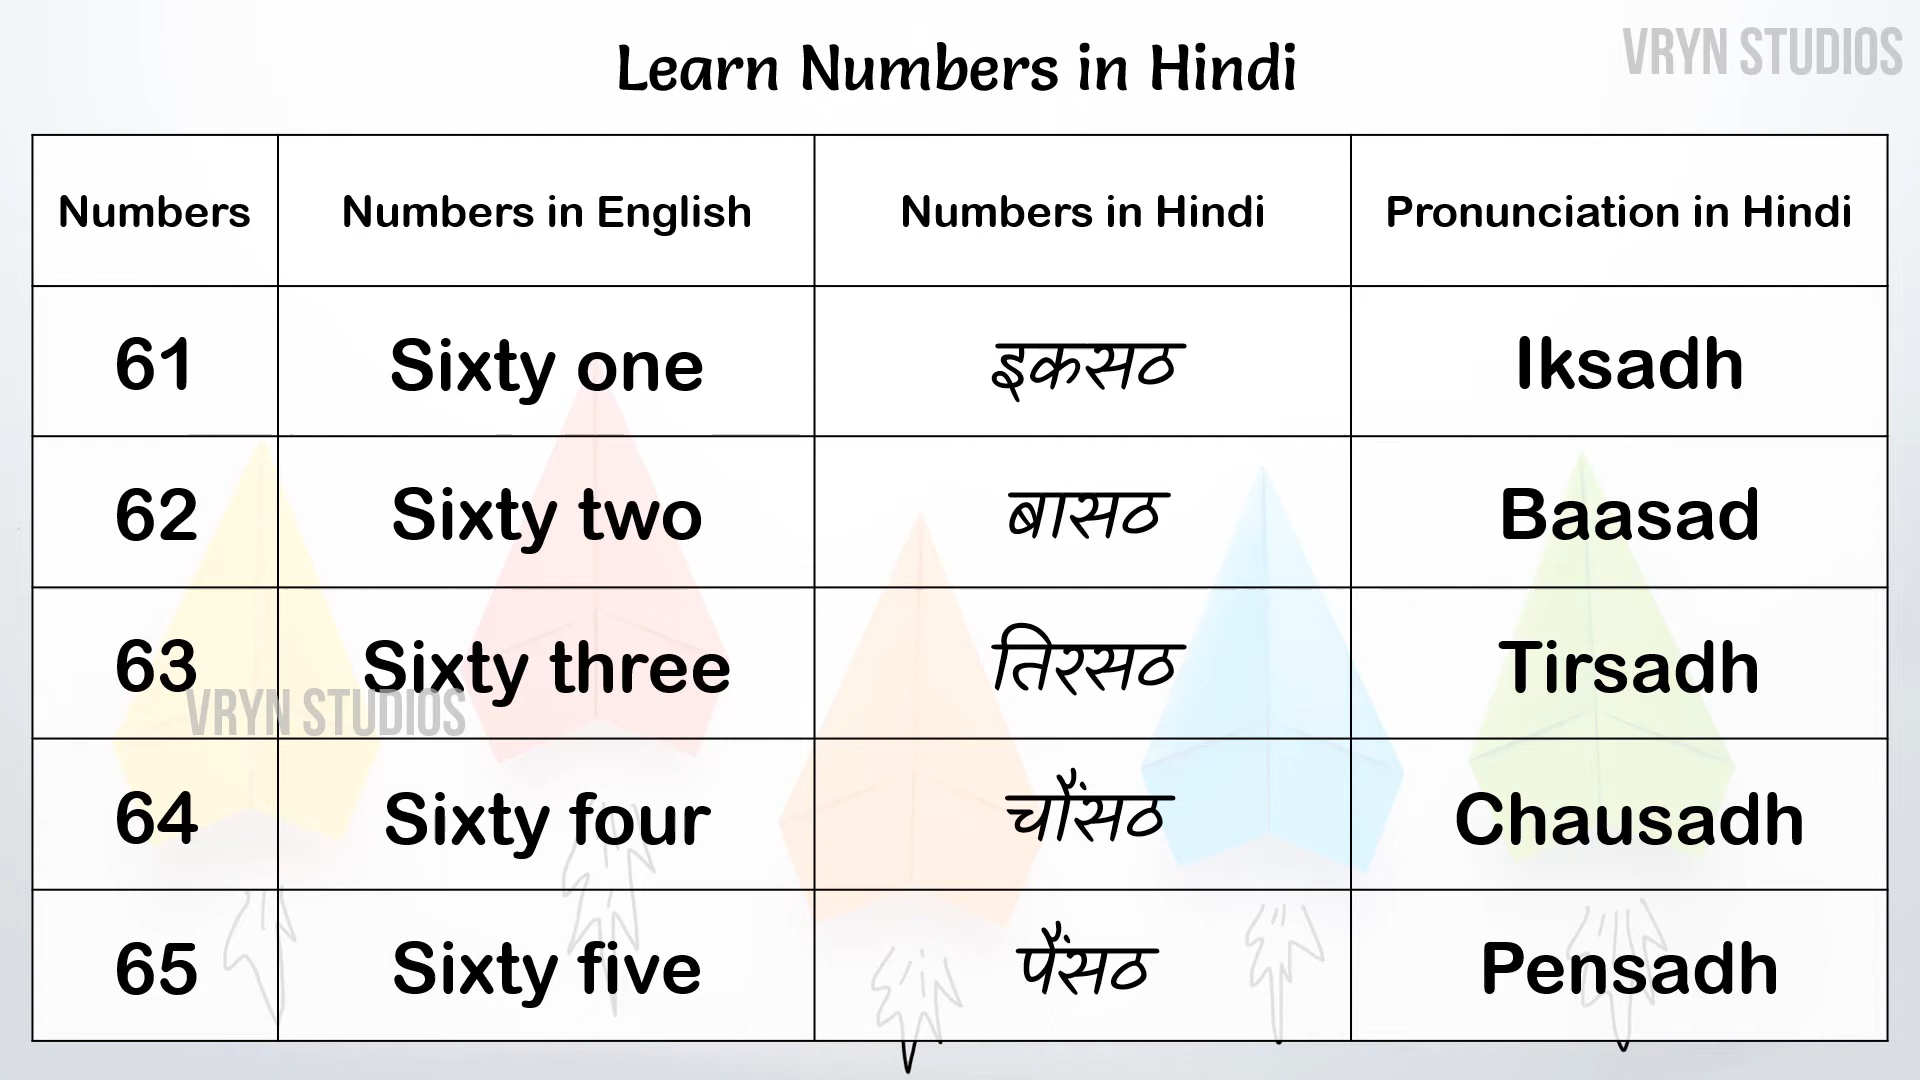 Learn Numbers in Hindi
VRYN STUDIOS
Numbers Numbers in English Numbers in Hindi Pronunciation in Hindi
61 Sixty one इकसठ Iksadh
62 Sixty two बासठ Baasad
63 Sixty three तिरसठ Tirsadh
VRYN STUDIOS
64 Sixty four चौंसठ Chausadh
65 Sixty five पैंसठ Pensadh